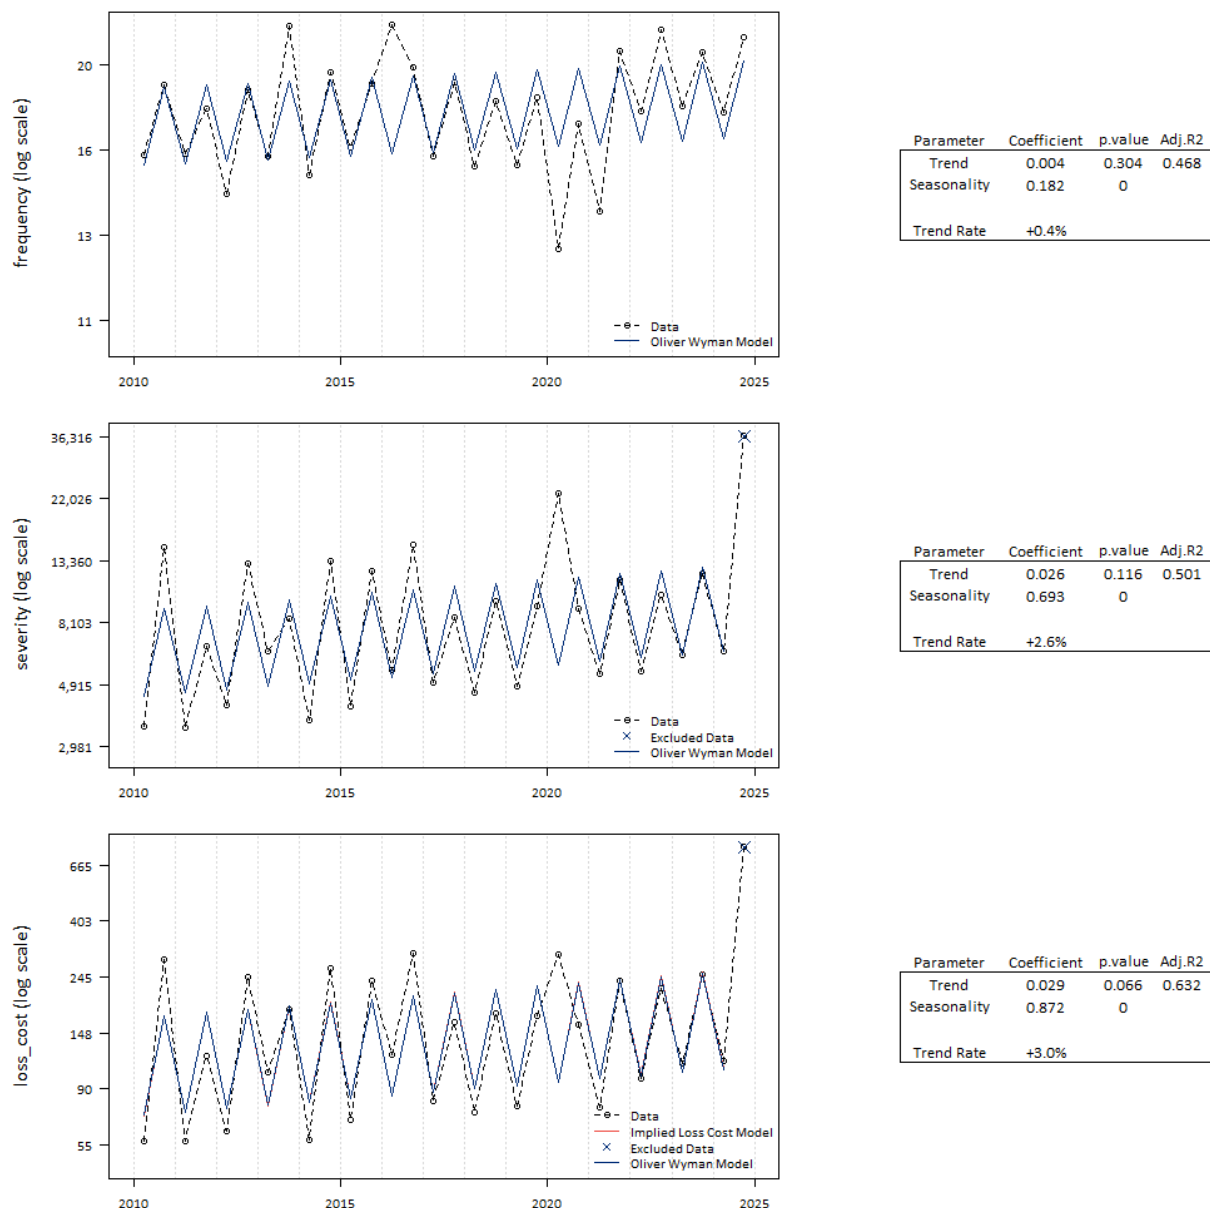 frequency (log scale)
20
16
13
11
Data
Oliver Wyman Model
2010 2015 2020 2025
Parameter Coefficient p.value Adj.R2
Trend 0.004 0.304 0.468
Seasonality 0.182 0
Trend Rate +0.4%
severity (log scale)
36,316
22,026
13,360
8,103
4,915
2,981
Data
Excluded Data
Oliver Wyman Model
2010 2015 2020 2025
Parameter Coefficient p.value Adj.R2
Trend 0.026 0.116 0.501
Seasonality 0.693 0
Trend Rate +2.6%
loss_cost (log scale)
665
403
245
148
90
55
Data
Implied Loss Cost Model
Excluded Data
Oliver Wyman Model
2010 2015 2020 2025
Parameter Coefficient p.value Adj.R2
Trend 0.029 0.066 0.632
Seasonality 0.872 0
Trend Rate +3.0%